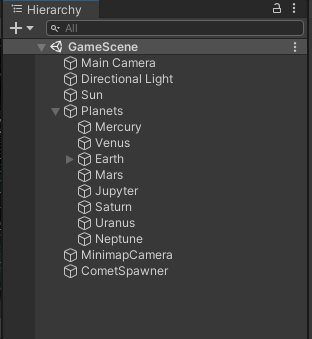 Hierarchy
All
GameScene
Main Camera
Directional Light
Sun
Planets
Mercury
Venus
Earth
Mars
Jupyter
Saturn
Uranus
Neptune
MinimapCamera
CometSpawner